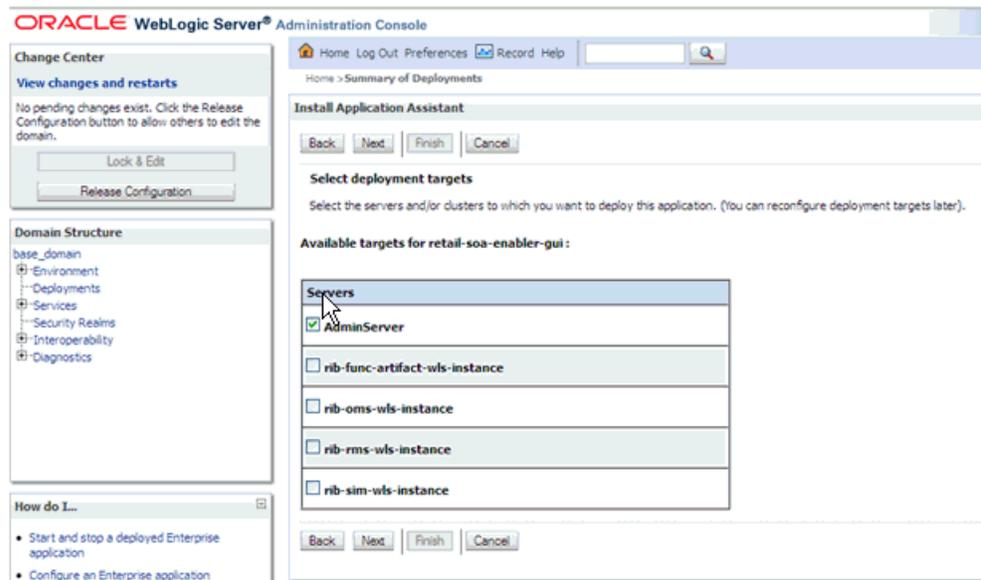 ORACLE WebLogic Server® Administration Console
Change Center
View changes and restarts
No pending changes exist. Click the Release
Configuration button to allow others to edit the
domain.
Lock & Edit
Release Configuration
Domain Structure
base_domain
Environment
Deployments
Services
Security Realms
Interoperability
Diagnostics
How do I...
Start and stop a deployed Enterprise
application
Configure an Enterprise application
Home Log Out Preferences Record Help
Home >Summary of Deployments
Install Application Assistant
Back Next Finish Cancel
Select deployment targets
Select the servers and/or clusters to which you want to deploy this application. (You can reconfigure deployment targets later).
Available targets for retail-soa-enabler-gui :
Servers
AdminServer
rib-func-artifact-wls-instance
rib-oms-wls-instance
rib-rms-wls-instance
rib-sim-wls-instance
Back Next Finish Cancel